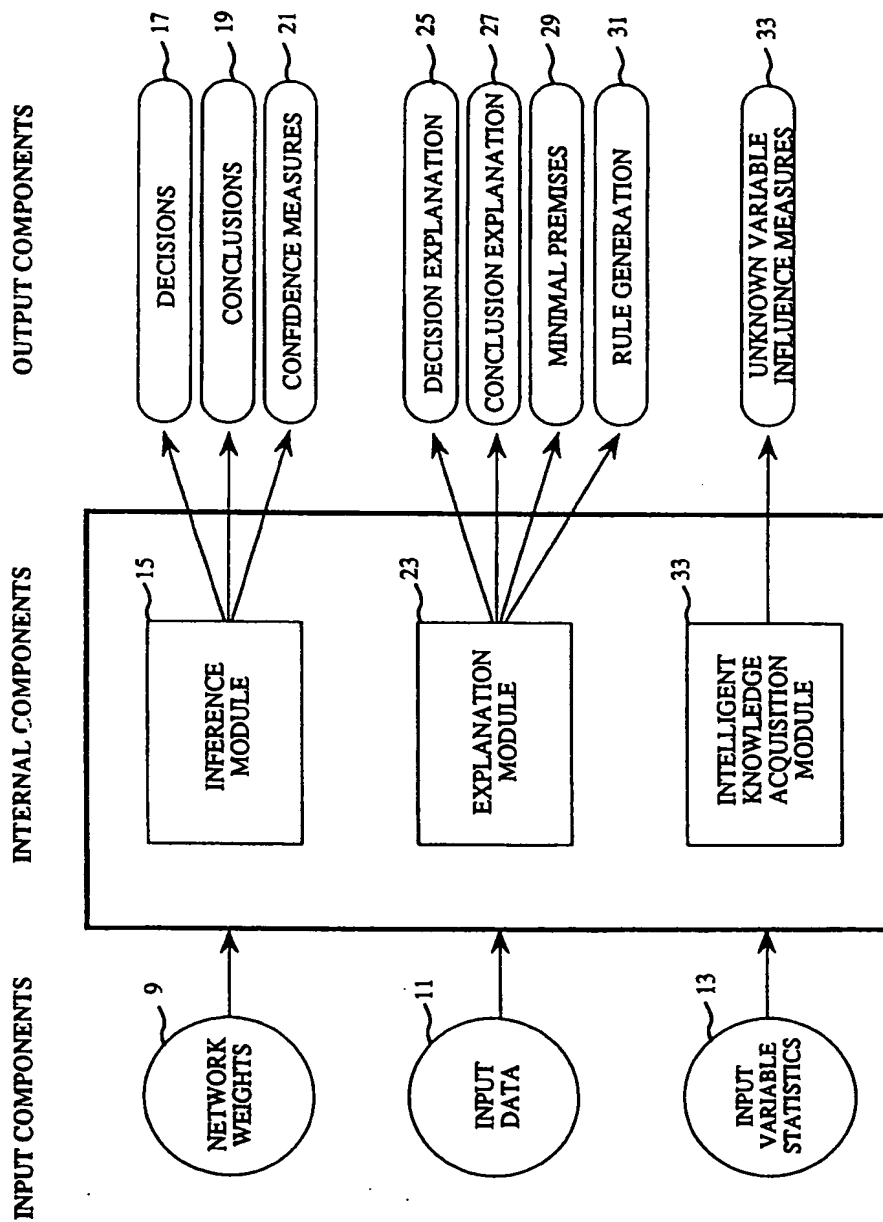 INPUT COMPONENTS
INTERNAL COMPONENTS
OUTPUT COMPONENTS
9
NETWORK
WEIGHTS
11
INPUT
DATA
13
INPUT
VARIABLE
STATISTICS
15
INFERENCE
MODULE
23
EXPLANATION
MODULE
33
INTELLIGENT
KNOWLEDGE
ACQUISITION
MODULE
DECISIONS
17
CONCLUSIONS
19
CONFIDENCE MEASURES
21
DECISION EXPLANATION
25
CONCLUSION EXPLANATION
27
MINIMAL PREMISES
29
RULE GENERATION
31
UNKNOWN VARIABLE
INFLUENCE MEASURES
33